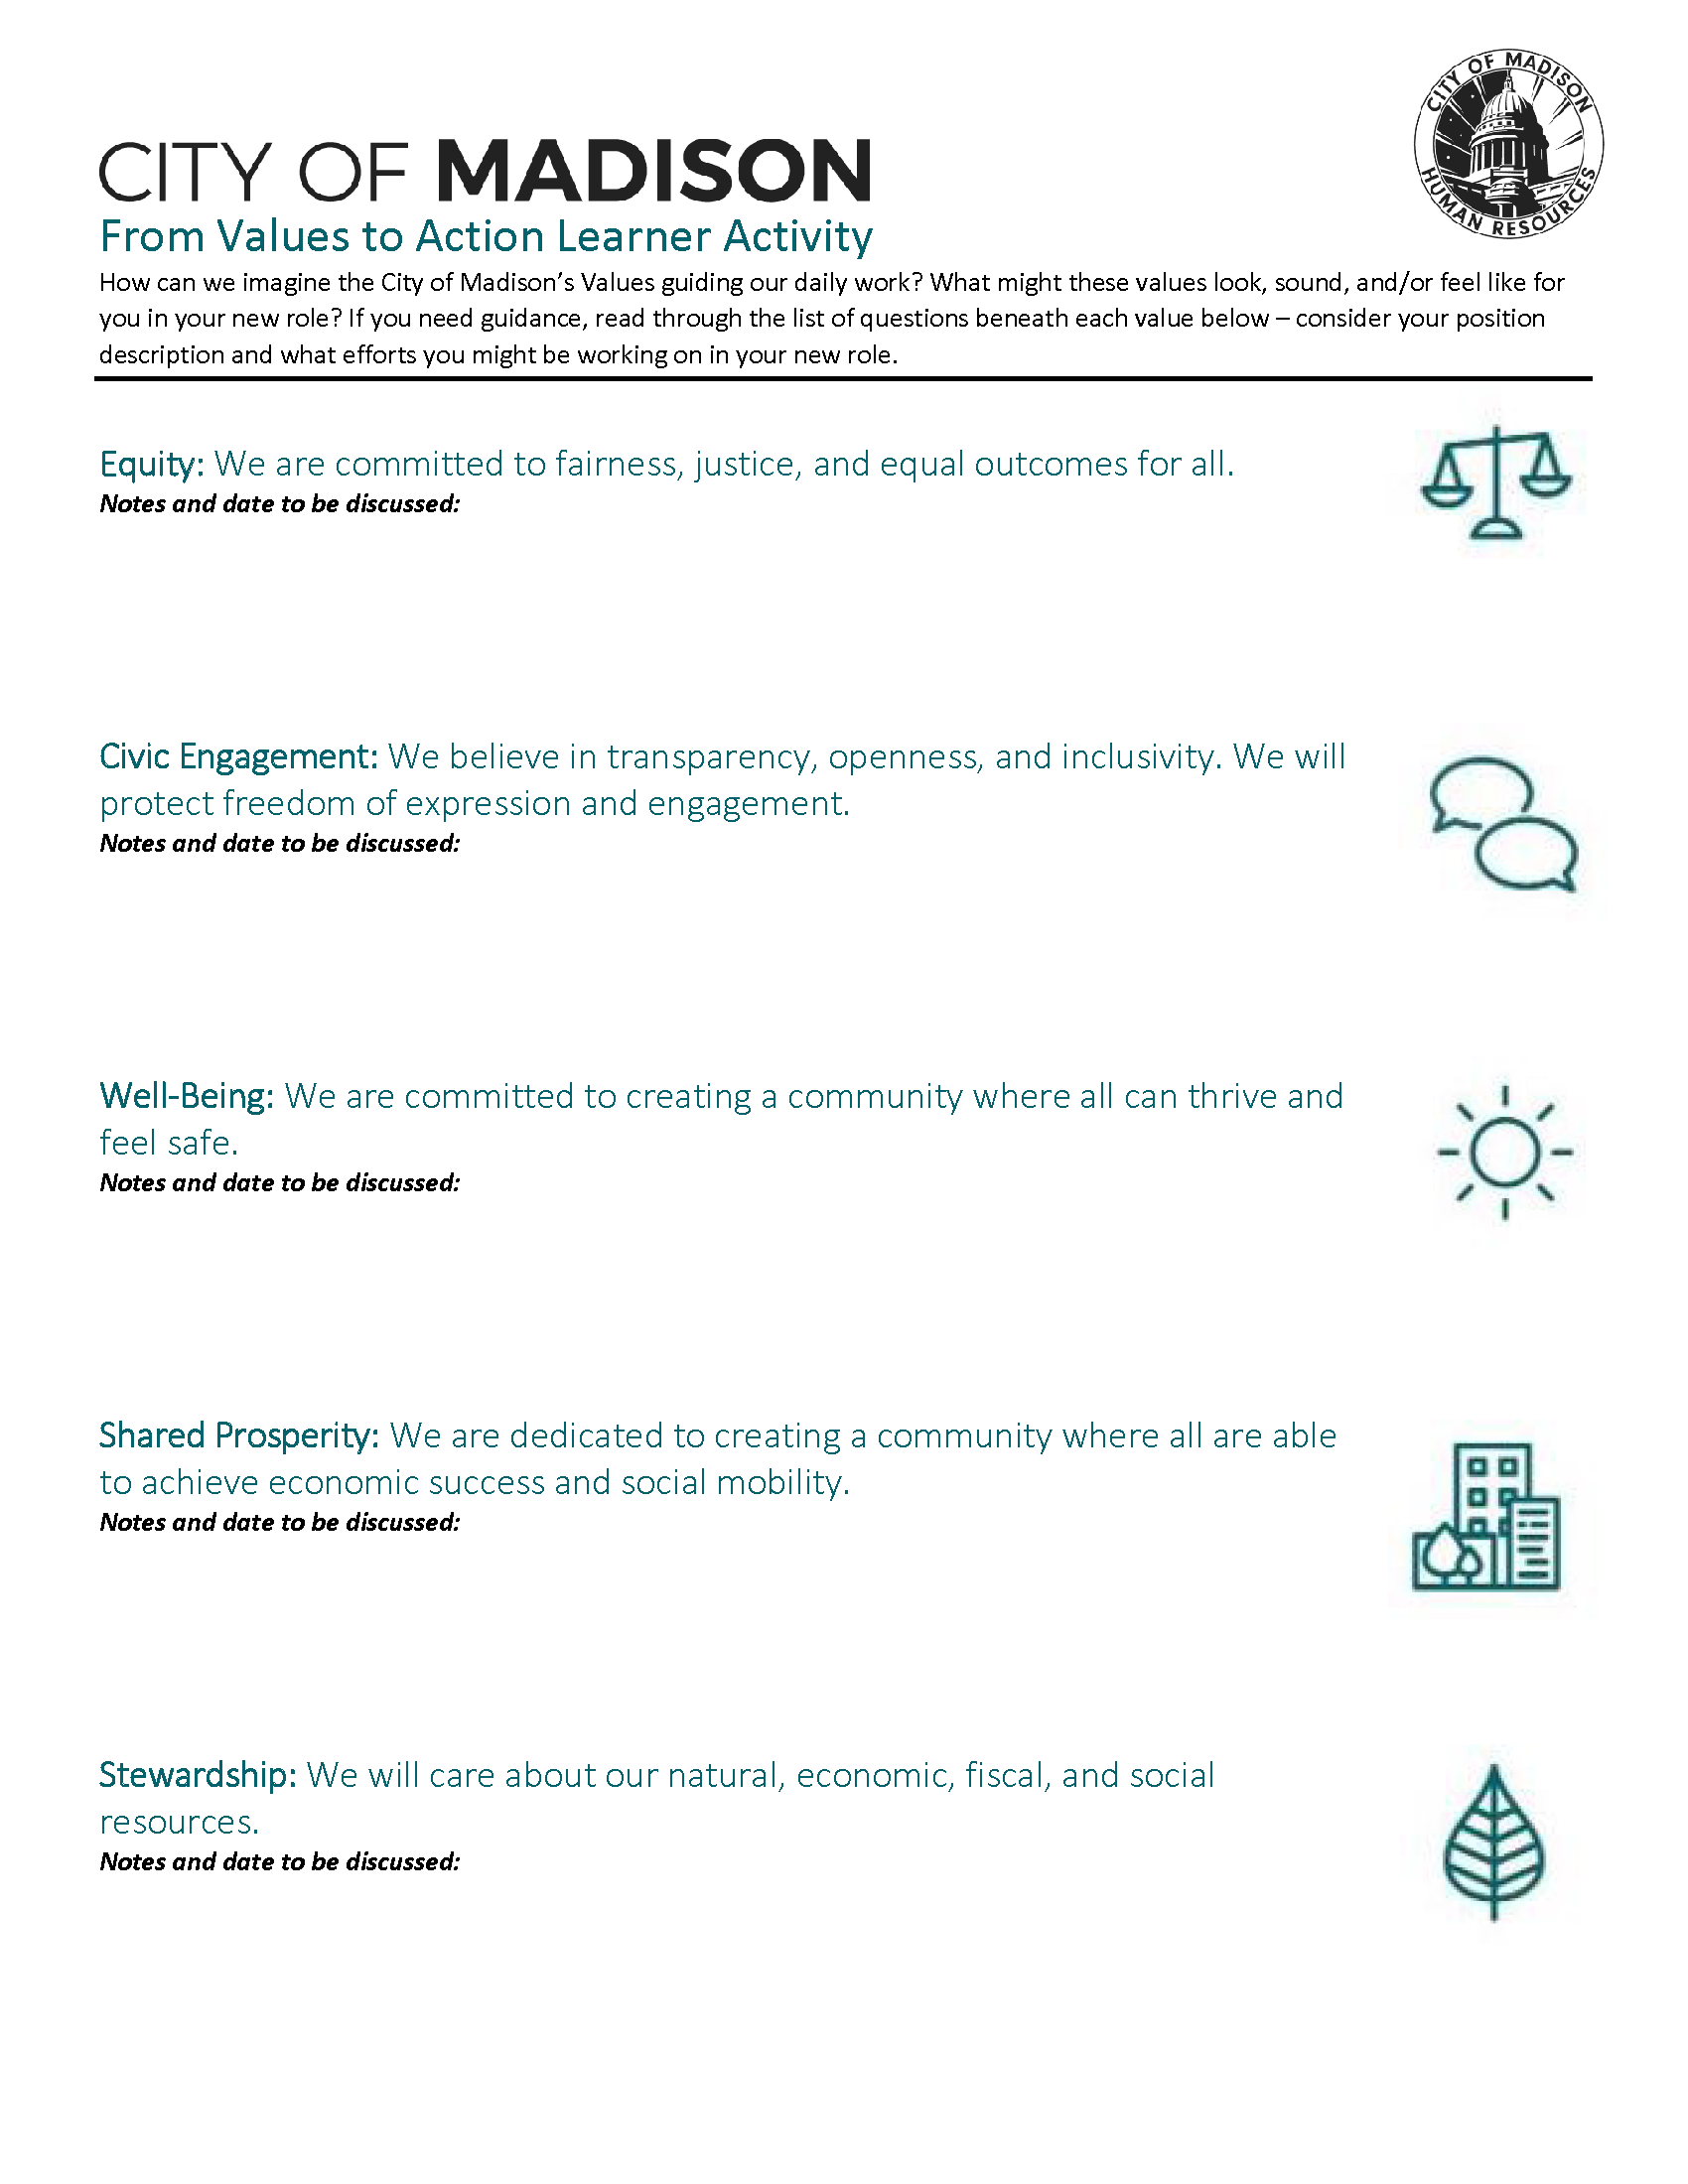 CITY OF MADISON
HUMAN RESOURCES
CITY OF MADISON
From Values to Action Learner Activity
How can we imagine the City of Madison’s Values guiding our daily work? What might these values look, sound, and/or feel like for
you in your new role? If you need guidance, read through the list of questions beneath each value below – consider your position
description and what efforts you might be working on in your new role.
Equity: We are committed to fairness, justice, and equal outcomes for all.
Notes and date to be discussed:
Civic Engagement: We believe in transparency, openness, and inclusivity. We will
protect freedom of expression and engagement.
Notes and date to be discussed:
Well-Being: We are committed to creating a community where all can thrive and
feel safe.
Notes and date to be discussed:
Shared Prosperity: We are dedicated to creating a community where all are able
to achieve economic success and social mobility.
Notes and date to be discussed:
Stewardship: We will care about our natural, economic, fiscal, and social
resources.
Notes and date to be discussed: